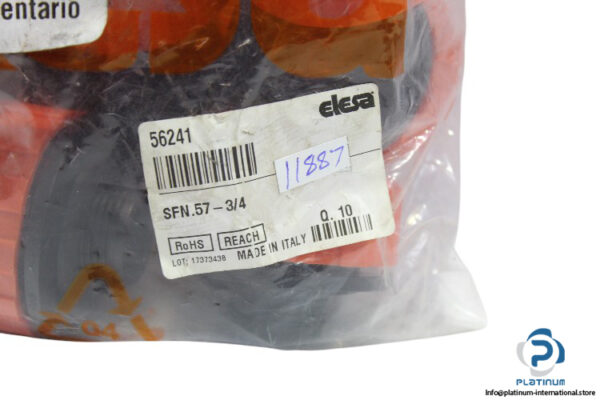 entario
elesa
56241
11887
SFN.57-3/4
Q. 10
RoHS REACH
MADE IN ITALY
LOT: 17373438
04
PLATINUM
Info@platinum-international.store